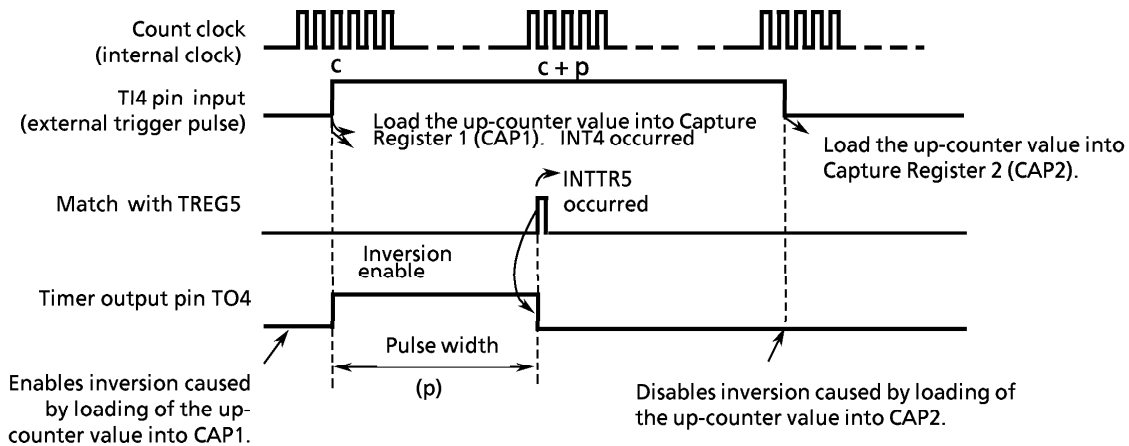 Count clock
(internal clock)
c
c + p
TI4 pin input
(external trigger pulse)
Load the up-counter value into Capture
Register 1 (CAP1). INT4 occurred
Load the up-counter value into
Capture Register 2 (CAP2).
INTTR5
occurred
Match with TREG5
Inversion
enable
Timer output pin TO4
Pulse width
(p)
Enables inversion caused
by loading of the up-
counter value into CAP1.
Disables inversion caused by loading of
the up-counter value into CAP2.